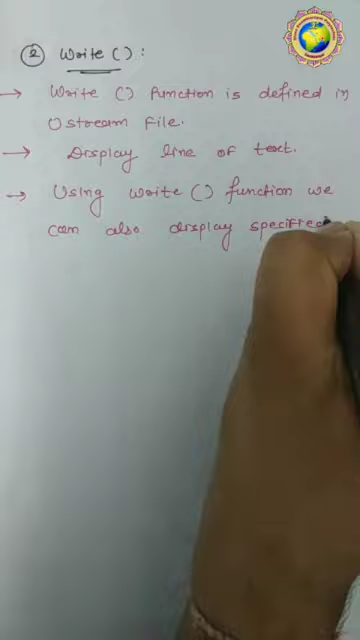 ② Write ( ) :
→ Write ( ) function is defined in
Ostream File.
→ Display line of text.
→ Using write ( ) function we
can also display specified